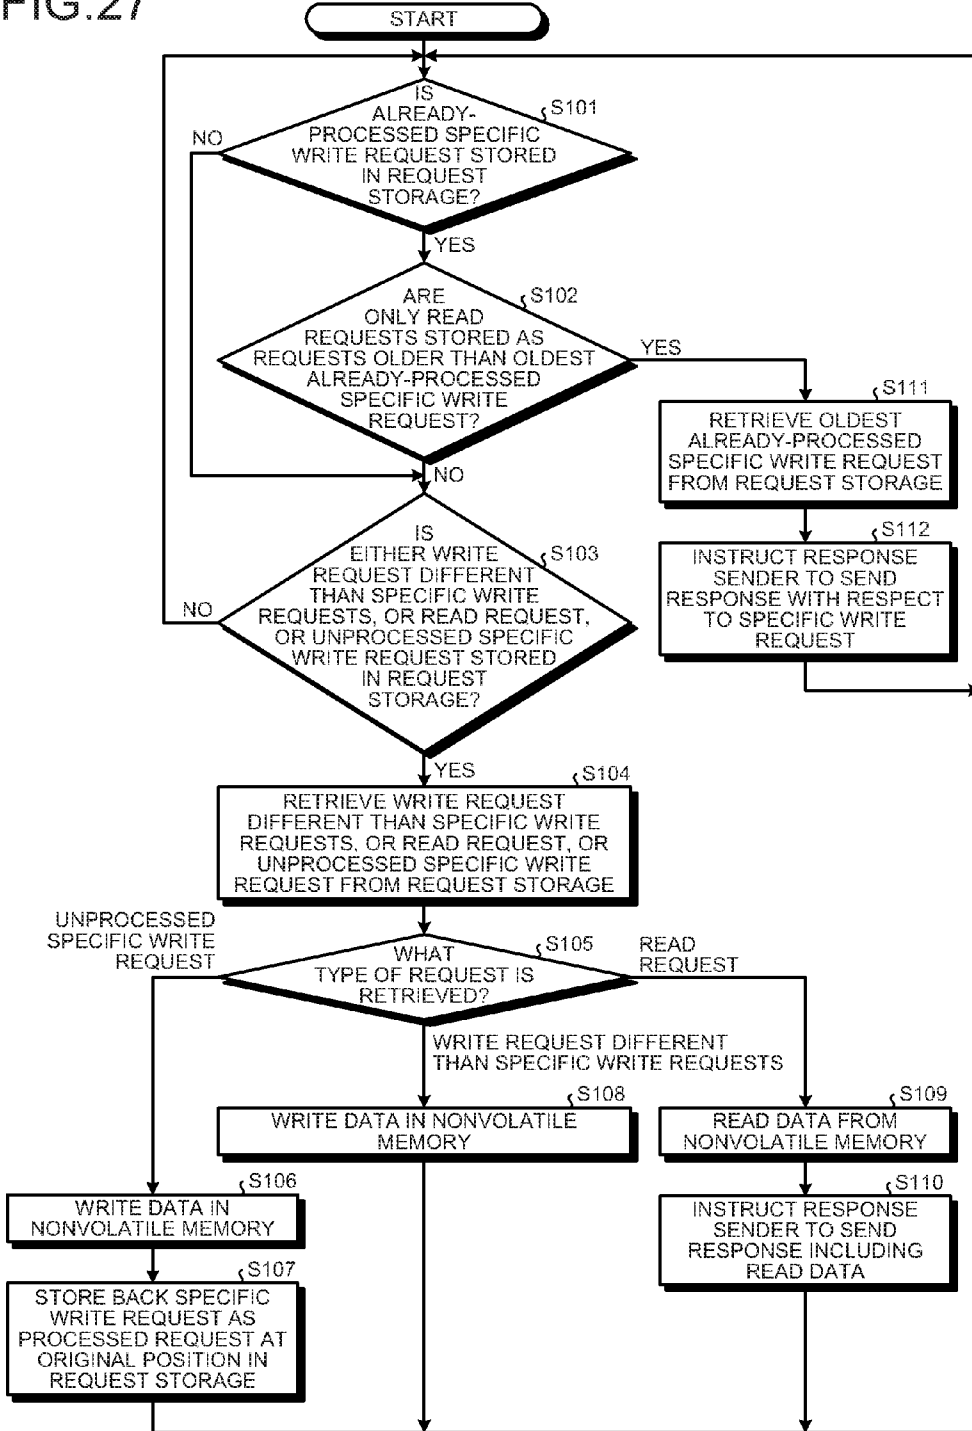 FIG.27
START
IS
ALREADY-
PROCESSED SPECIFIC
WRITE REQUEST STORED
IN REQUEST
STORAGE?
S101
NO
YES
ARE
ONLY READ
REQUESTS STORED AS
REQUESTS OLDER THAN OLDEST
ALREADY-PROCESSED
SPECIFIC WRITE
REQUEST?
S102
YES
NO
S111
RETRIEVE OLDEST
ALREADY-PROCESSED
SPECIFIC WRITE REQUEST
FROM REQUEST STORAGE
S112
INSTRUCT RESPONSE
SENDER TO SEND
RESPONSE WITH RESPECT
TO SPECIFIC WRITE
REQUEST
IS
EITHER WRITE
REQUEST DIFFERENT
THAN SPECIFIC WRITE
REQUESTS, OR READ REQUEST,
OR UNPROCESSED SPECIFIC
WRITE REQUEST STORED
IN REQUEST
STORAGE?
S103
NO
YES
S104
RETRIEVE WRITE REQUEST
DIFFERENT THAN SPECIFIC WRITE
REQUESTS, OR READ REQUEST, OR
UNPROCESSED SPECIFIC WRITE
REQUEST FROM REQUEST STORAGE
UNPROCESSED
SPECIFIC WRITE
REQUEST
WHAT
TYPE OF REQUEST IS
RETRIEVED?
S105
READ
REQUEST
WRITE REQUEST DIFFERENT
THAN SPECIFIC WRITE REQUESTS
S108
WRITE DATA IN NONVOLATILE
MEMORY
S109
READ DATA FROM
NONVOLATILE MEMORY
S106
WRITE DATA IN
NONVOLATILE MEMORY
S110
INSTRUCT RESPONSE
SENDER TO SEND
RESPONSE INCLUDING
READ DATA
S107
STORE BACK SPECIFIC
WRITE REQUEST AS
PROCESSED REQUEST AT
ORIGINAL POSITION IN
REQUEST STORAGE